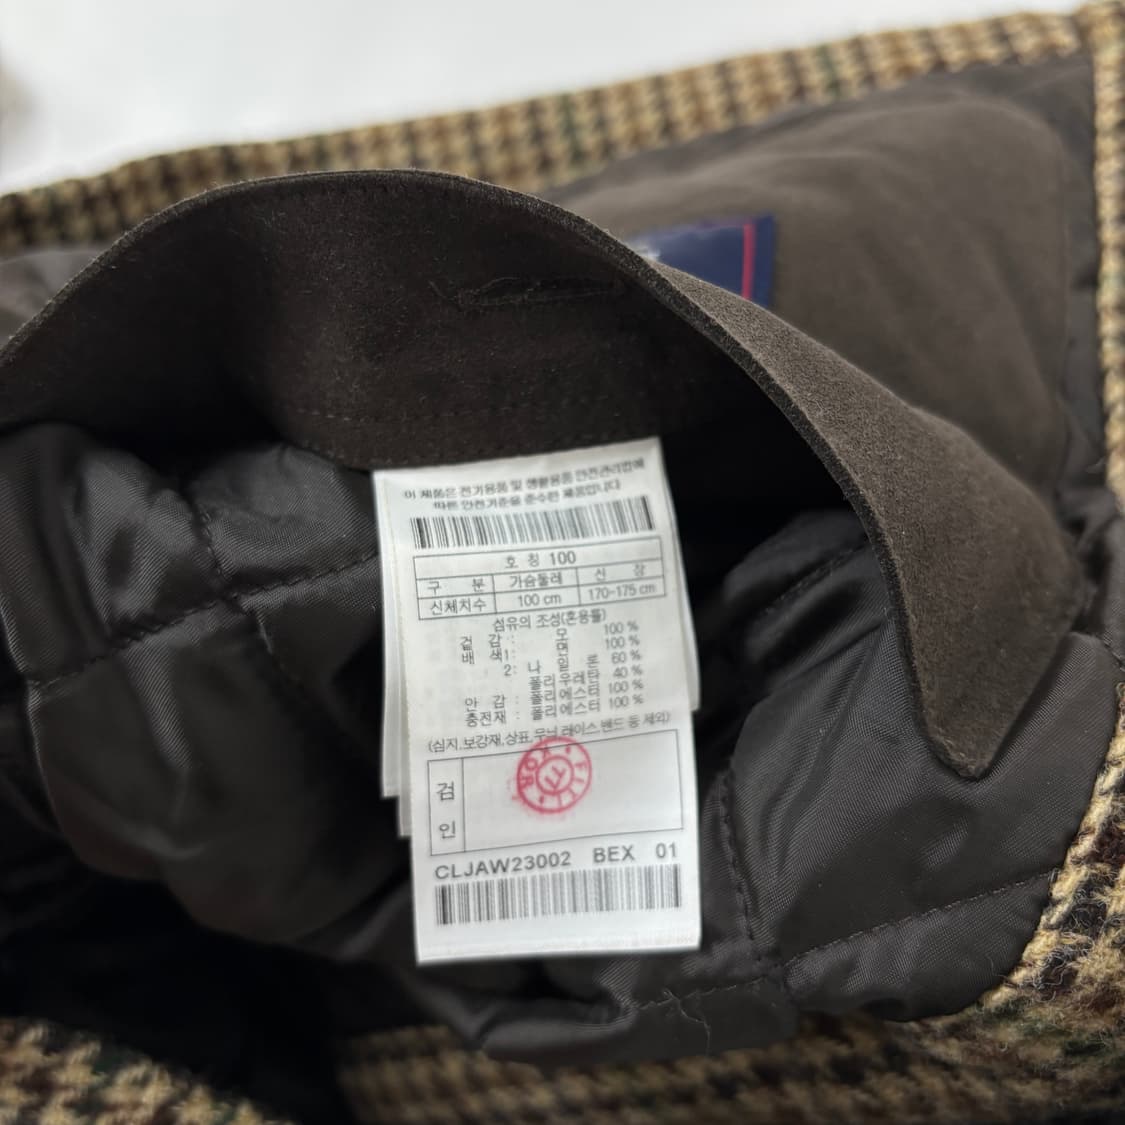 이 제품은 전기용품 및 생활용품 안전관리법에
따른 안전기준을 준수한 제품입니다
호 칭 100
구 분 가슴둘레 신 장
신체치수 100 cm 170-175 cm
섬유의 조성(혼용률)
겉 감 : 모 100 %
배 색1: 면 100 %
2: 나 일 론 60 %
폴리우레탄 40 %
안 감 : 폴리에스터 100 %
충전재 : 폴리에스터 100 %
(심지,보강재,상표,무늬,레이스,밴드 등 제외)
검
인
CLJAW23002 BEX 01